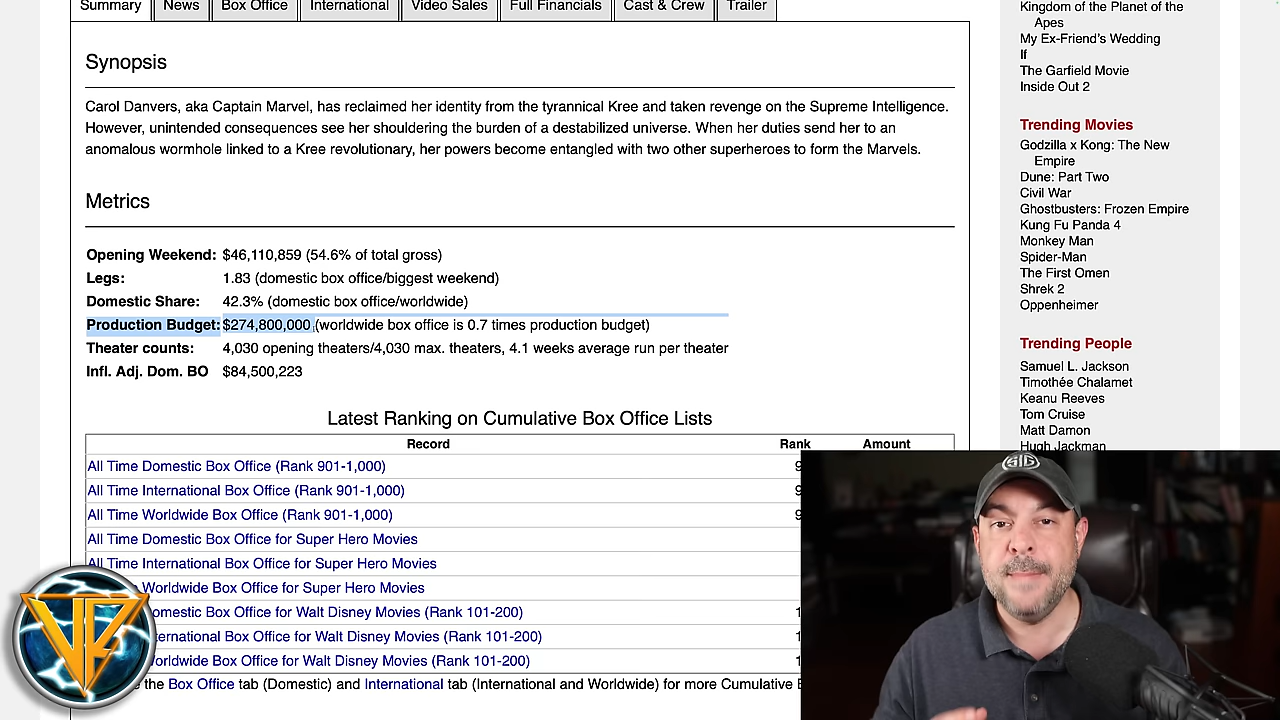 Summary News Box Office International Video Sales Full Financials Cast & Crew Trailer
Synopsis
Carol Danvers, aka Captain Marvel, has reclaimed her identity from the tyrannical Kree and taken revenge on the Supreme Intelligence.
However, unintended consequences see her shouldering the burden of a destabilized universe. When her duties send her to an
anomalous wormhole linked to a Kree revolutionary, her powers become entangled with two other superheroes to form the Marvels.
Metrics
Opening Weekend: $46,110,859 (54.6% of total gross)
Legs: 1.83 (domestic box office/biggest weekend)
Domestic Share: 42.3% (domestic box office/worldwide)
Production Budget: $274,800,000 (worldwide box office is 0.7 times production budget)
Theater counts: 4,030 opening theaters/4,030 max. theaters, 4.1 weeks average run per theater
Infl. Adj. Dom. BO $84,500,223
Latest Ranking on Cumulative Box Office Lists
Record Rank Amount
All Time Domestic Box Office (Rank 901-1,000) 9
All Time International Box Office (Rank 901-1,000) 9
All Time Worldwide Box Office (Rank 901-1,000) 9
All Time Domestic Box Office for Super Hero Movies
All Time International Box Office for Super Hero Movies
Worldwide Box Office for Super Hero Movies
Box Office for Walt Disney Movies (Rank 101-200) 1
Box Office for Walt Disney Movies (Rank 101-200) 1
Box Office for Walt Disney Movies (Rank 101-200) 1
the Box Office tab (Domestic) and International tab (International and Worldwide) for more Cumulative
Kingdom of the Planet of the
Apes
My Ex-Friend's Wedding
If
The Garfield Movie
Inside Out 2
Trending Movies
Godzilla x Kong: The New
Empire
Dune: Part Two
Civil War
Ghostbusters: Frozen Empire
Kung Fu Panda 4
Monkey Man
Spider-Man
The First Omen
Shrek 2
Oppenheimer
Trending People
Samuel L. Jackson
Timothée Chalamet
Keanu Reeves
Tom Cruise
Matt Damon
Hugh Jackman
SIG